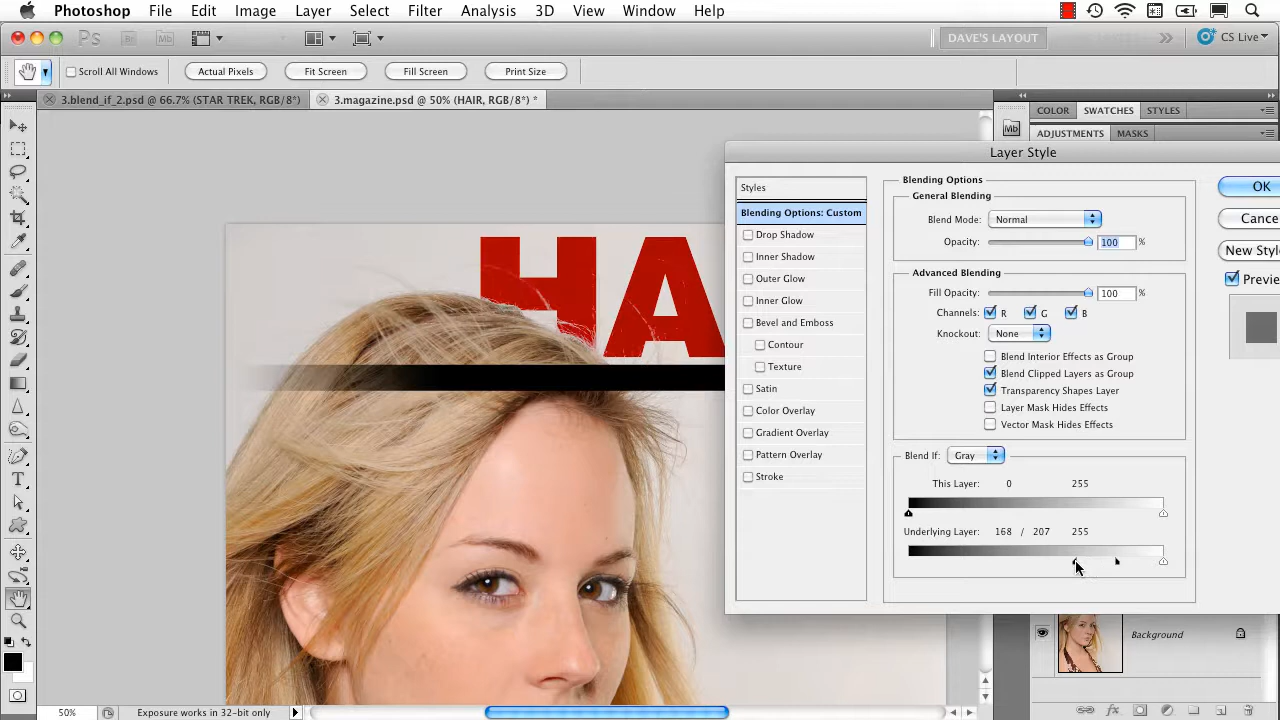 Photoshop File Edit Image Layer Select Filter Analysis 3D View Window Help
Ps Br Mb DAVE'S LAYOUT CS Live
Scroll All Windows Actual Pixels Fit Screen Fill Screen Print Size
3.blend_if_2.psd @ 66.7% (STAR TREK, RGB/8*) 3.magazine.psd @ 50% (HAIR, RGB/8*) *
COLOR SWATCHES STYLES
Mb
ADJUSTMENTS MASKS
HA
Layer Style
Styles
Blending Options: Custom
Drop Shadow
Inner Shadow
Outer Glow
Inner Glow
Bevel and Emboss
Contour
Texture
Satin
Color Overlay
Gradient Overlay
Pattern Overlay
Stroke
Blending Options
General Blending
Blend Mode: Normal
Opacity: 100 %
Advanced Blending
Fill Opacity: 100 %
Channels: R G B
Knockout: None
Blend Interior Effects as Group
Blend Clipped Layers as Group
Transparency Shapes Layer
Layer Mask Hides Effects
Vector Mask Hides Effects
Blend If: Gray
This Layer: 0 255
Underlying Layer: 168 / 207 255
OK
Cance
New Style
Previe
Background
fx
50% Exposure works in 32-bit only